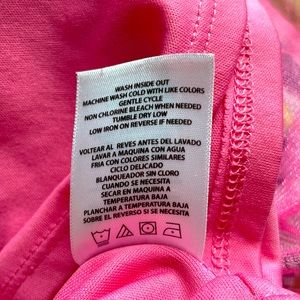 WASH INSIDE OUT
MACHINE WASH COLD WITH LIKE COLORS
GENTLE CYCLE
NON CHLORINE BLEACH WHEN NEEDED
TUMBLE DRY LOW
LOW IRON ON REVERSE IF NEEDED
VOLTEAR AL REVES ANTES DEL LAVADO
LAVAR A MAQUINA CON AGUA
FRIA CON COLORES SIMILARES
CICLO DELICADO
BLANQUEADOR SIN CLORO
CUANDO SE NECESITE
SECAR EN MAQUINA A
TEMPERATURA BAJA
PLANCHAR A TEMPERATURA BAJA
SOBRE EL REVERSO SI SE NECESITA